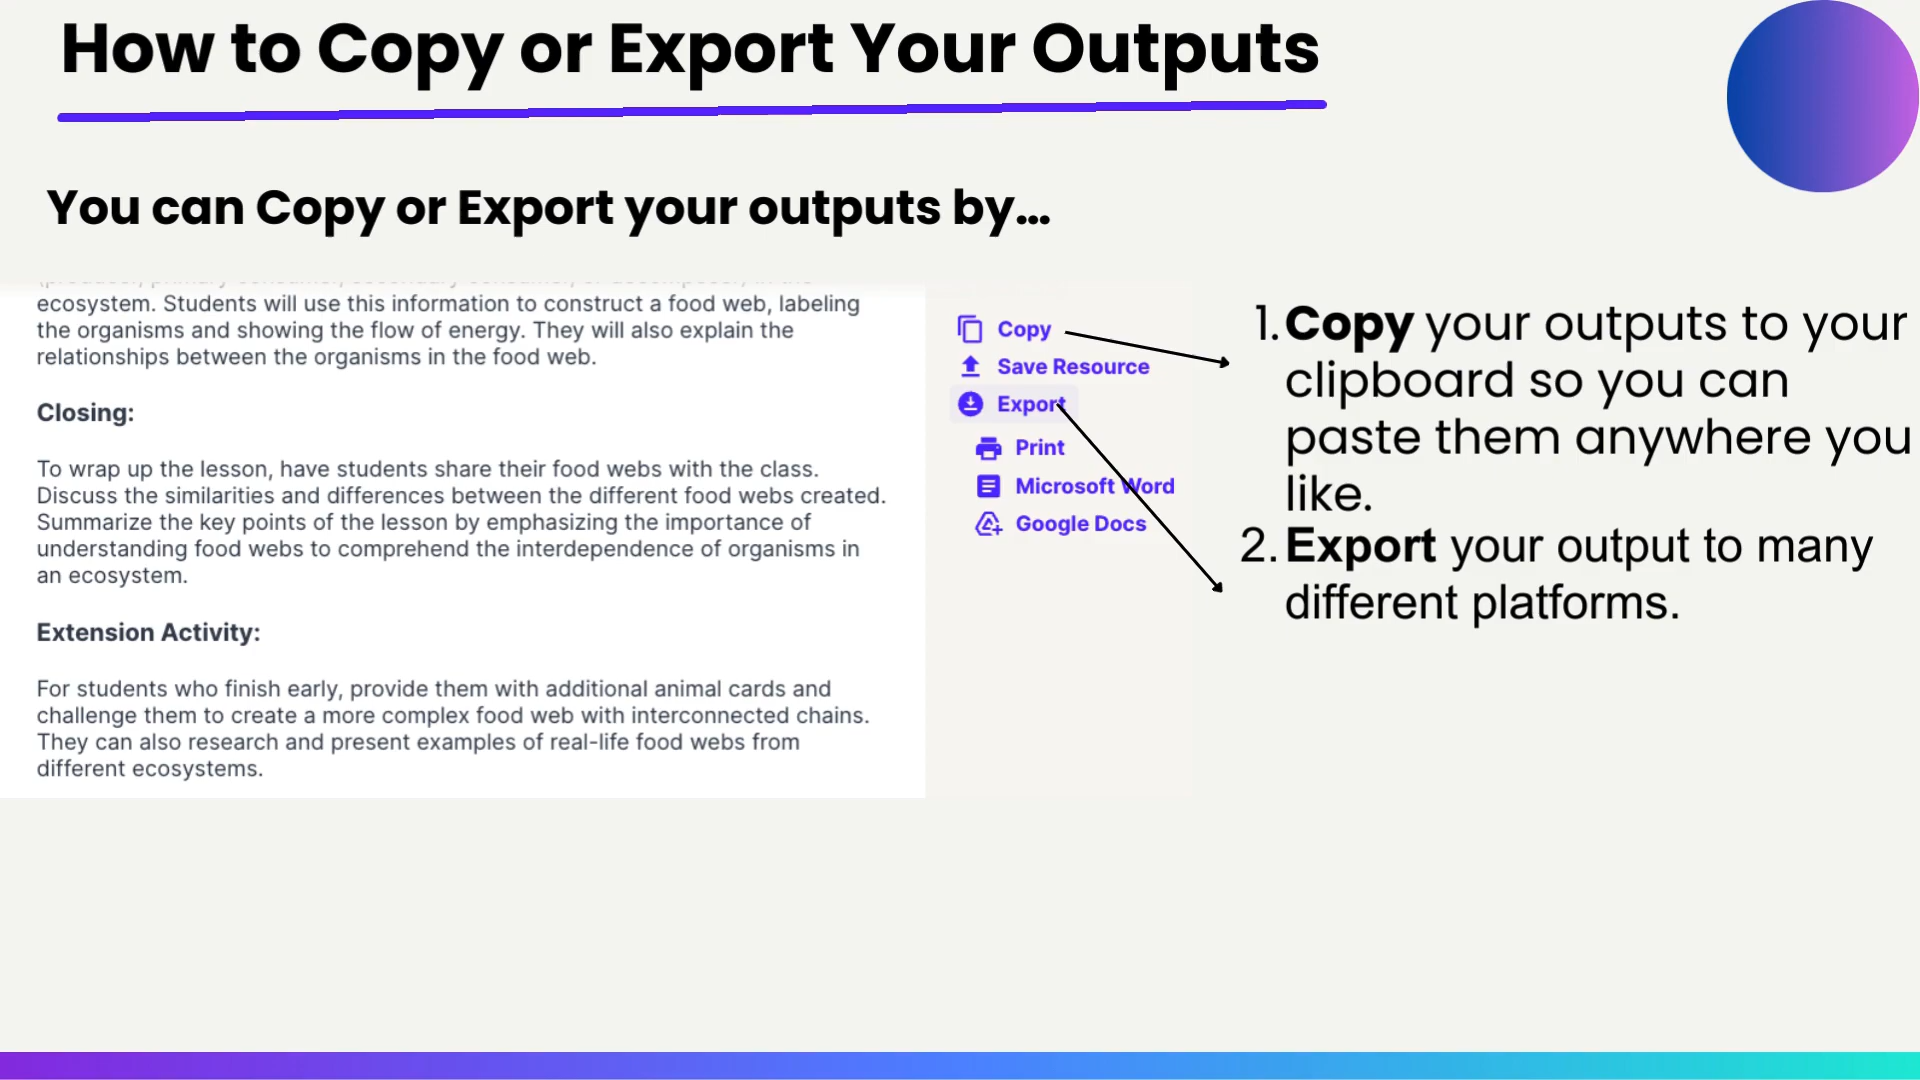 How to Copy or Export Your Outputs
You can Copy or Export your outputs by...
ecosystem. Students will use this information to construct a food web, labeling
the organisms and showing the flow of energy. They will also explain the
relationships between the organisms in the food web.
Closing:
To wrap up the lesson, have students share their food webs with the class.
Discuss the similarities and differences between the different food webs created.
Summarize the key points of the lesson by emphasizing the importance of
understanding food webs to comprehend the interdependence of organisms in
an ecosystem.
Extension Activity:
For students who finish early, provide them with additional animal cards and
challenge them to create a more complex food web with interconnected chains.
They can also research and present examples of real-life food webs from
different ecosystems.
Copy
Save Resource
Export
Print
Microsoft Word
Google Docs
1. Copy your outputs to your
clipboard so you can
paste them anywhere you
like.
2. Export your output to many
different platforms.